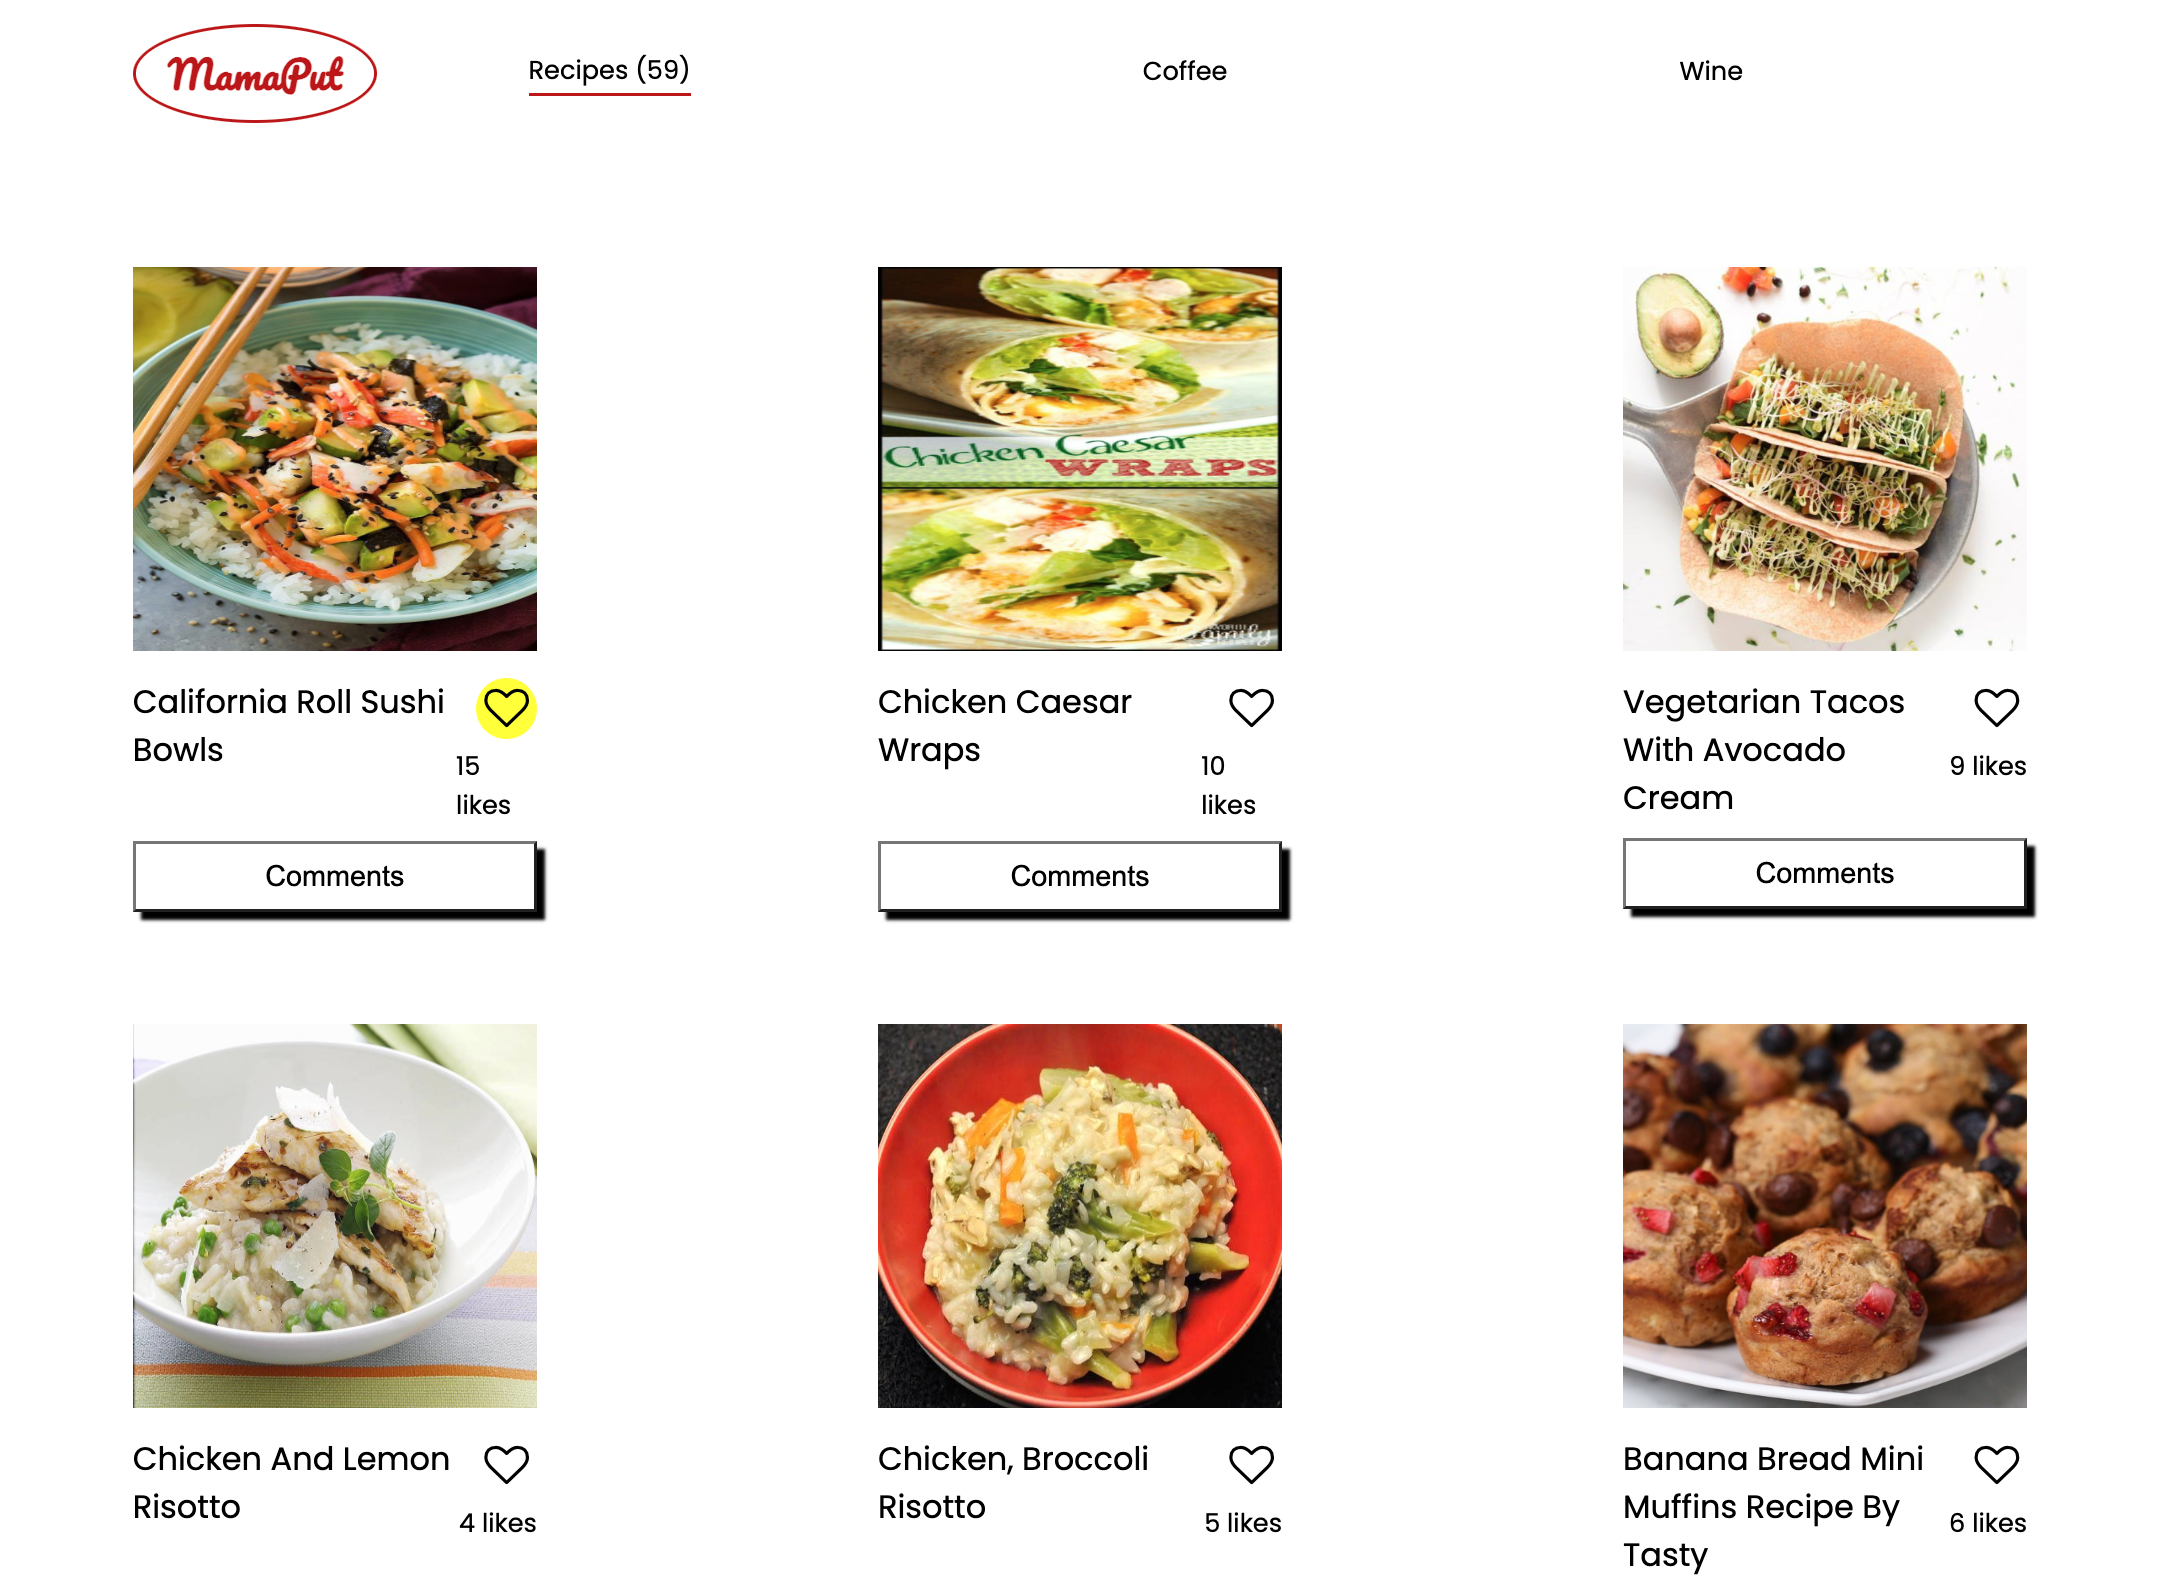 MamaPut
Recipes (59)
Coffee
Wine
Chicken Caesar
WRAPS
California Roll Sushi
Bowls
15
likes
Comments
Chicken Caesar
Wraps
10
likes
Comments
Vegetarian Tacos
With Avocado
Cream
9 likes
Comments
Chicken And Lemon
Risotto
4 likes
Chicken, Broccoli
Risotto
5 likes
Banana Bread Mini
Muffins Recipe By
Tasty
6 likes